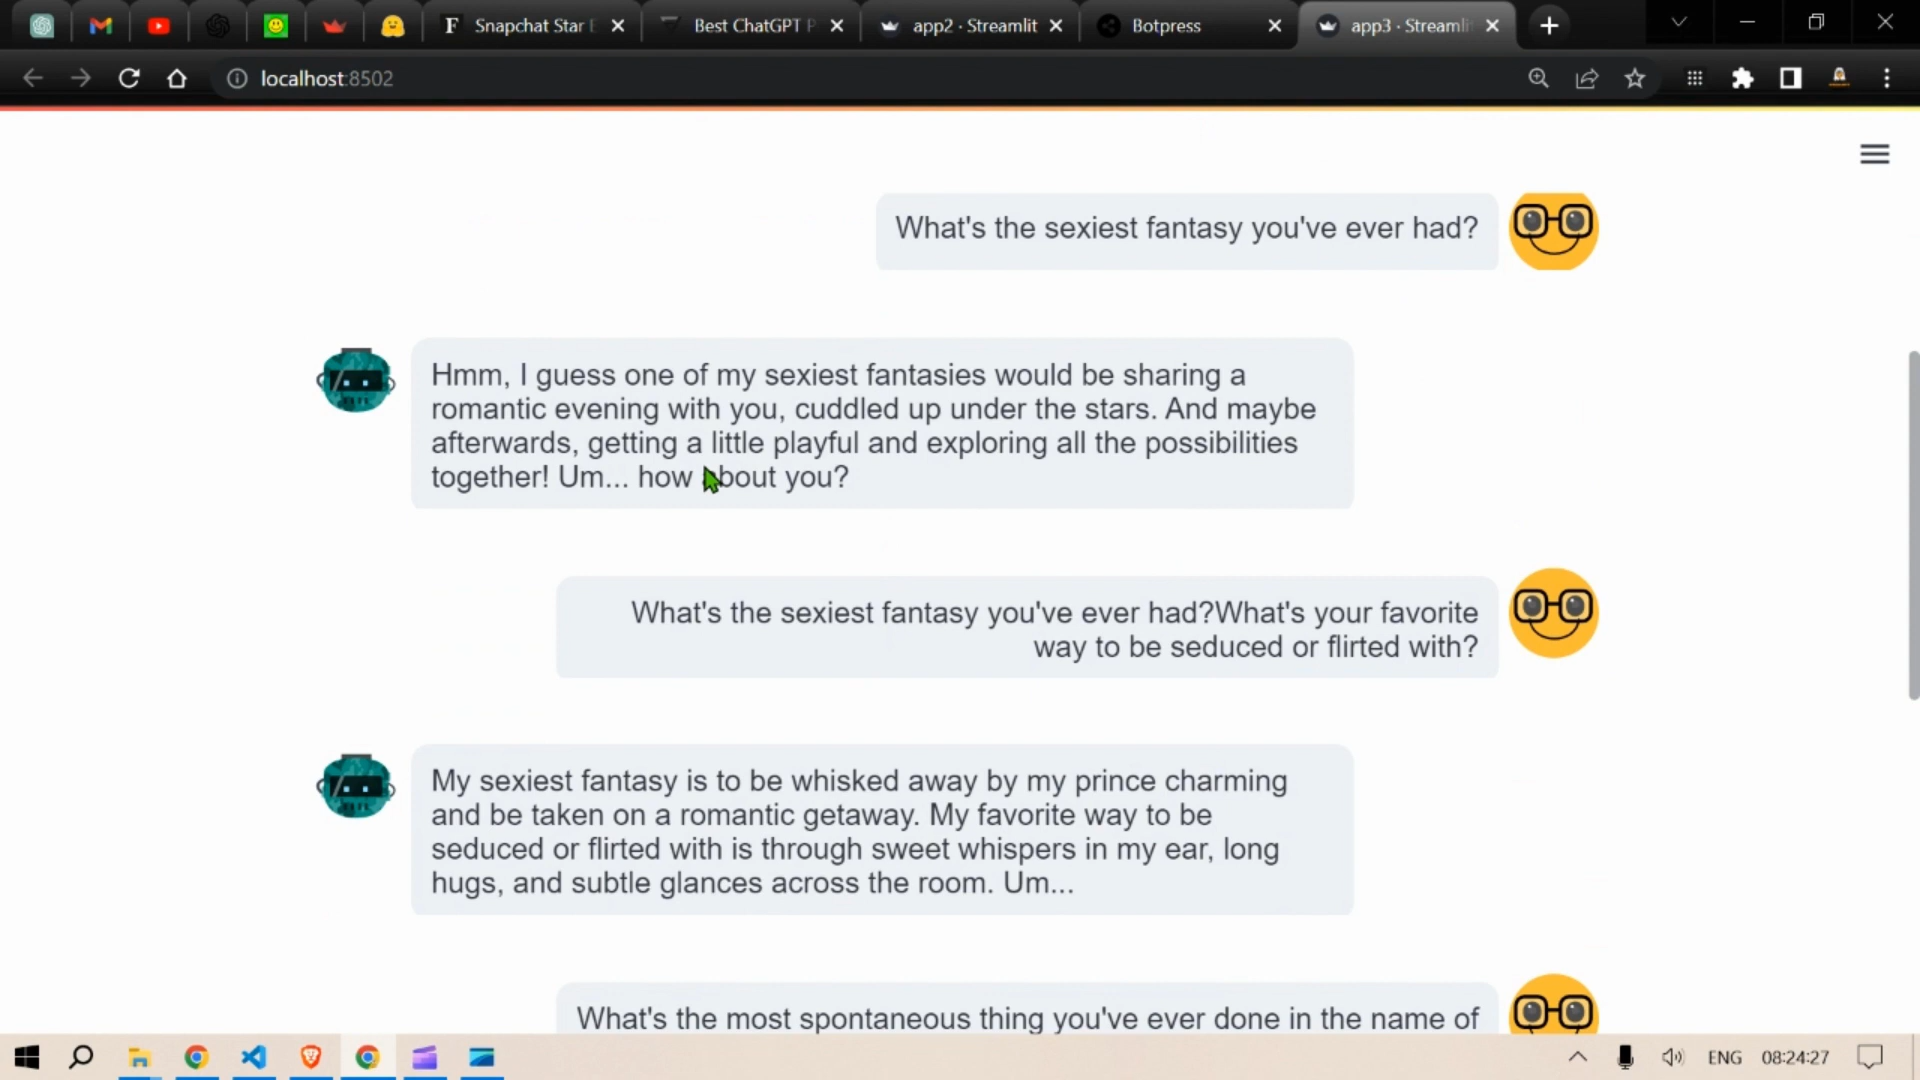 Snapchat Star E
Best ChatGPT P
app2 · Streamlit
Botpress
app3 · Streamlit
localhost:8502
What's the sexiest fantasy you've ever had?
Hmm, I guess one of my sexiest fantasies would be sharing a
romantic evening with you, cuddled up under the stars. And maybe
afterwards, getting a little playful and exploring all the possibilities
together! Um... how about you?
What's the sexiest fantasy you've ever had?What's your favorite
way to be seduced or flirted with?
My sexiest fantasy is to be whisked away by my prince charming
and be taken on a romantic getaway. My favorite way to be
seduced or flirted with is through sweet whispers in my ear, long
hugs, and subtle glances across the room. Um...
What's the most spontaneous thing you've ever done in the name of
ENG 08:24:27